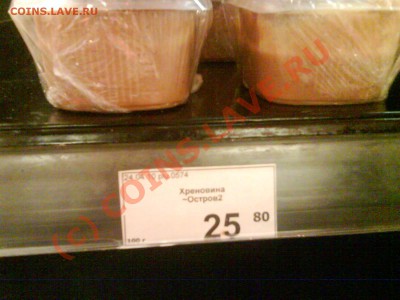 COINS.LAVE.RU
(c) COINS.LAVE.RU
Хреновина
~Остров2
25 80
100 г